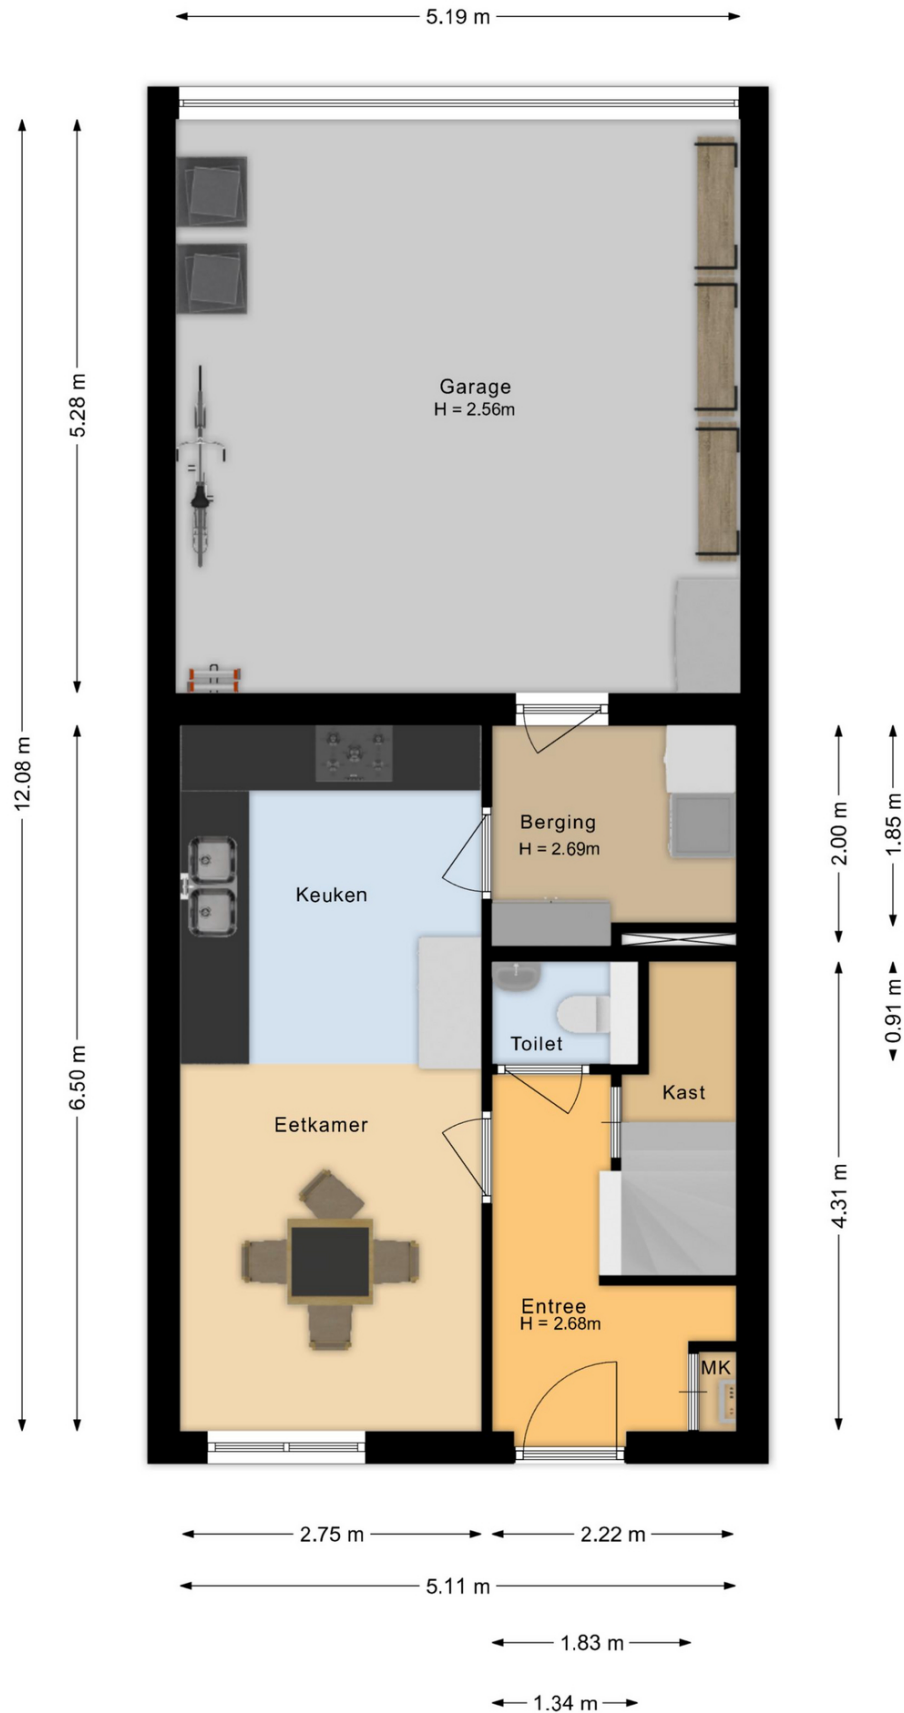 5.19 m
Garage
H = 2.56m
5.28 m
12.08 m
Berging
H = 2.69m
2.00 m
1.85 m
Keuken
0.91 m
Toilet
6.50 m
Kast
Eetkamer
4.31 m
Entree
H = 2.68m
MK
2.75 m
2.22 m
5.11 m
1.83 m
1.34 m